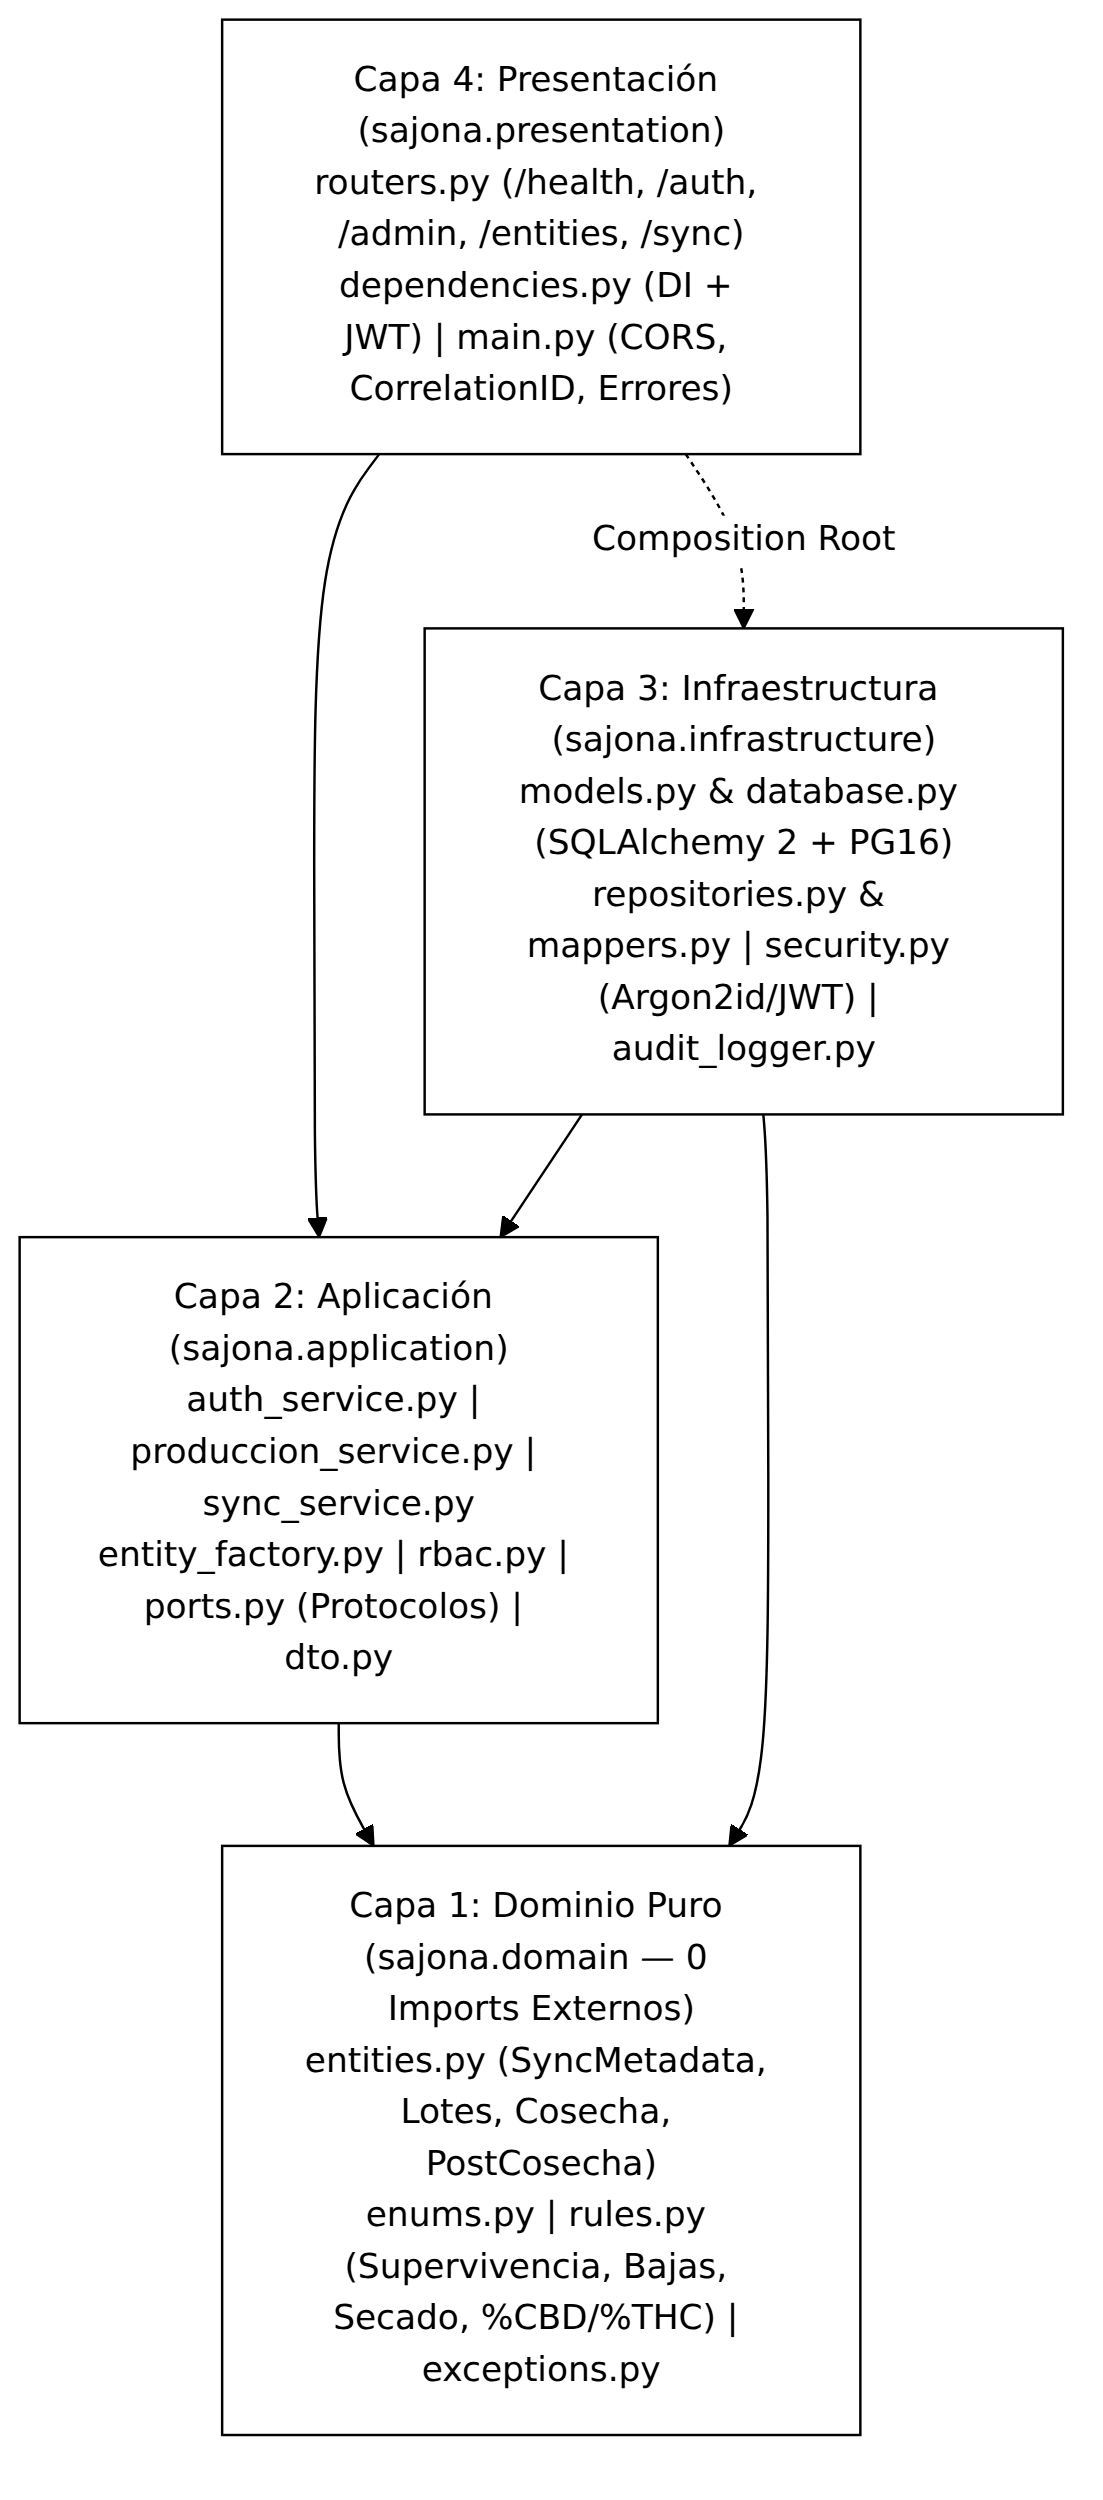 Capa 4: Presentación
(sajona.presentation)
routers.py (/health, /auth,
/admin, /entities, /sync)
dependencies.py (DI +
JWT) | main.py (CORS,
CorrelationID, Errores)
Composition Root
Capa 3: Infraestructura
(sajona.infrastructure)
models.py & database.py
(SQLAlchemy 2 + PG16)
repositories.py &
mappers.py | security.py
(Argon2id/JWT) |
audit_logger.py
Capa 2: Aplicación
(sajona.application)
auth_service.py |
produccion_service.py |
sync_service.py
entity_factory.py | rbac.py |
ports.py (Protocolos) |
dto.py
Capa 1: Dominio Puro
(sajona.domain — 0
Imports Externos)
entities.py (SyncMetadata,
Lotes, Cosecha,
PostCosecha)
enums.py | rules.py
(Supervivencia, Bajas,
Secado, %CBD/%THC) |
exceptions.py